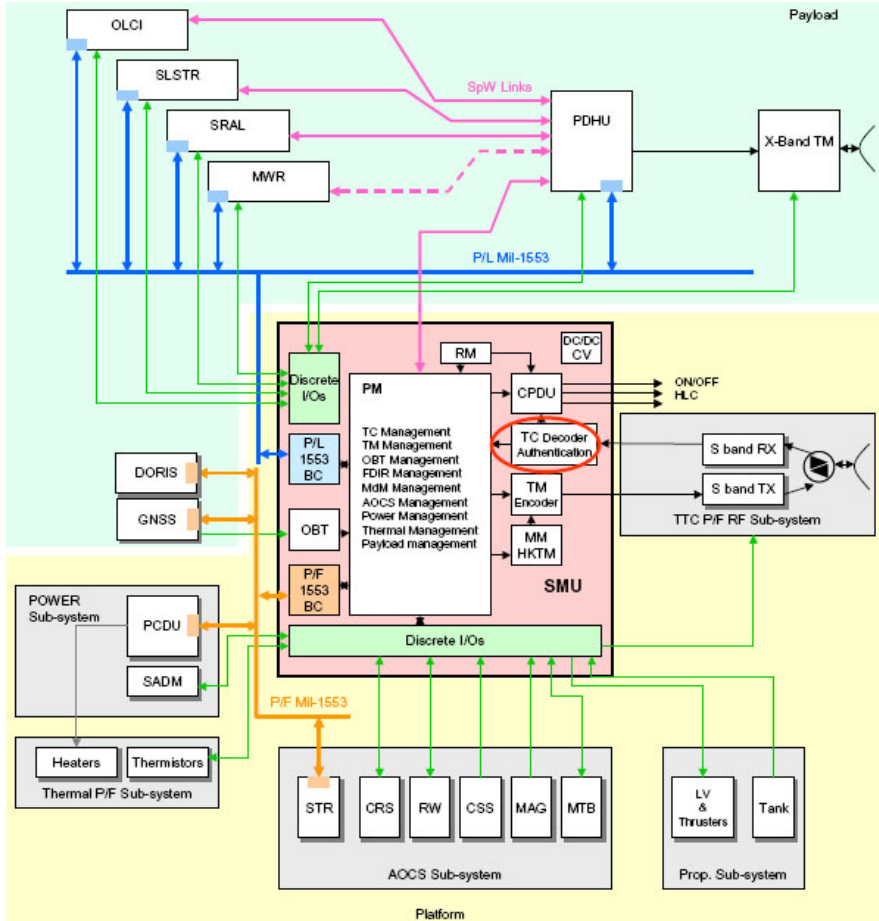 OLCI
Payload
SLSTR
SpW Links
SRAL
PDHU
X-Band TM
MWR
P/L Mil-1553
DC/DC
CV
RM
Discrete
I/Os
PM
CPDU
ON/OFF
HLC
TC Management
TM Management
OBT Management
FDIR Management
MdM Management
AOCS Management
Power Management
Thermal Management
Payload management
TC Decoder
Authentication
S band RX
P/L
1553
BC
DORIS
TM
Encoder
S band TX
GNSS
OBT
TTC P/F RF Sub-system
MM
HKTM
P/F
1553
BC
SMU
POWER
Sub-system
PCDU
Discrete I/Os
SADM
P/F Mil-1553
Heaters
Thermistors
Thermal P/F Sub-system
STR
CRS
RW
CSS
MAG
MTB
LV
&
Thrusters
Tank
AOCS Sub-system
Prop. Sub-system
Platform